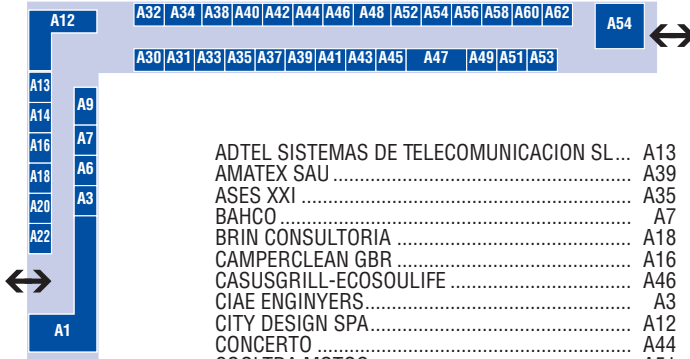 A12 A32 A34 A38 A40 A42 A44 A46 A48 A52 A54 A56 A58 A60 A62 A54
A30 A31 A33 A35 A37 A39 A41 A43 A45 A47 A49 A51 A53
A13
A9
A14
A7
A16
A6
A18
A3
A20
A22
A1
ADTEL SISTEMAS DE TELECOMUNICACION SL... A13
AMATEX SAU ........ A39
ASES XXI ........ A35
BAHCO ........ A7
BRIN CONSULTORIA ........ A18
CAMPERCLEAN GBR ........ A16
CASUSGRILL-ECOSOULIFE ........ A46
CIAE ENGINYERS ........ A3
CITY DESIGN SPA ........ A12
CONCERTO ........ A44